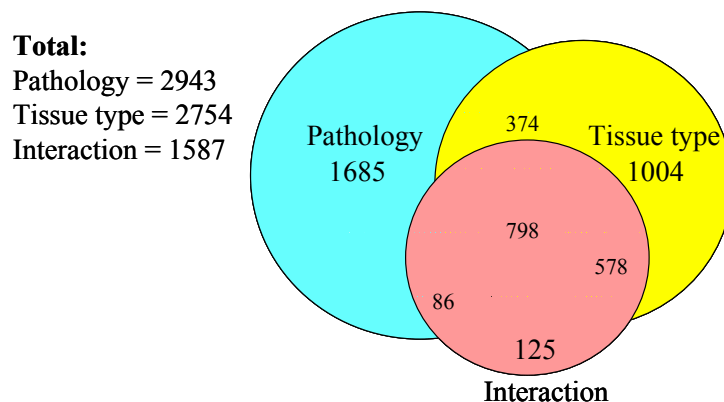 Total:
Pathology = 2943
Tissue type = 2754
Interaction = 1587
Pathology
1685
374
Tissue type
1004
798
578
86
125
Interaction